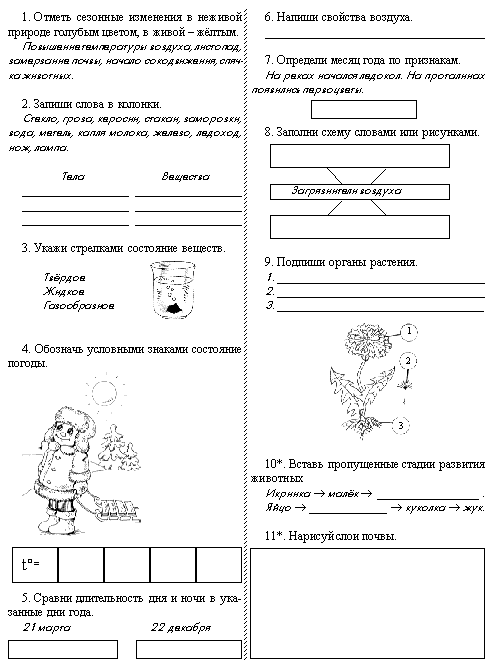 1. Отметь сезонные изменения в неживой
природе голубым цветом, в живой – жёлтым.
Повышение температуры воздуха, листопад,
замерзание почвы, начало сокодвижения, спяч-
ка животных.
2. Запиши слова в колонки.
Стекло, гроза, керосин, стакан, заморозки,
вода, метель, капля молока, железо, ледоход,
нож, лампа.
Тела Вещества
3. Укажи стрелками состояние веществ.
Твёрдое
Жидкое
Газообразное
4. Обозначь условными знаками состояние
погоды.
t°=
5. Сравни длительность дня и ночи в ука-
занные дни года.
21 марта 22 декабря
6. Напиши свойства воздуха.
7. Определи месяц года по признакам.
На реках начался ледокол. На проталинах
появились первоцветы.
8. Заполни схему словами или рисунками.
Загрязнители воздуха
9. Подпиши органы растения.
1.
2.
3.
1
2
3
10*. Вставь пропущенные стадии развития
животных
Икринка → малёк → .
Яйцо → → куколка → жук.
11*. Нарисуй слои почвы.